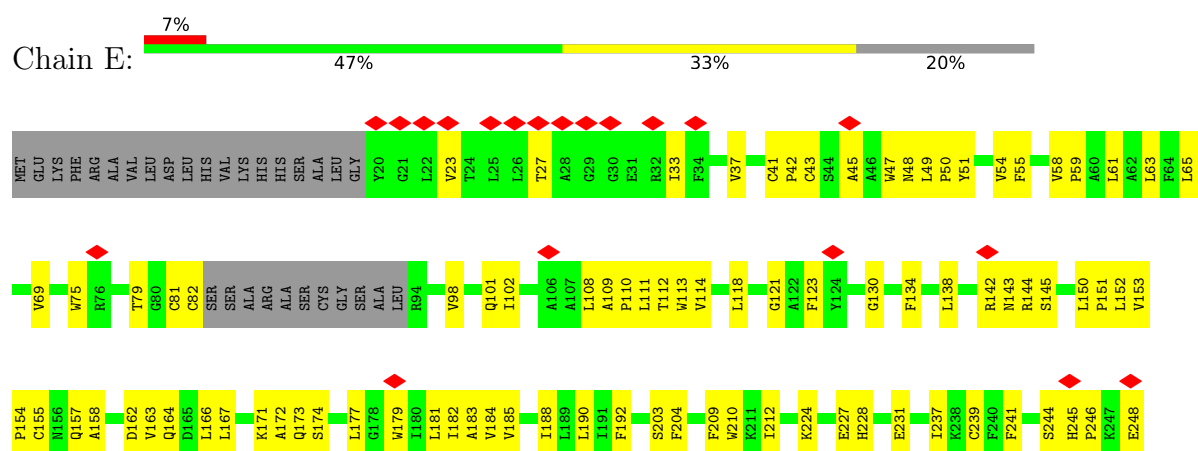 7%
Chain E:
47% 33% 20%
MET GLU LYS PHE ARG ALA VAL LEU ASP LEU HIS VAL LYS HIS HIS SER ALA LEU GLY Y20 G21 L22 V23 T24 L25 L26 T27 A28 G29 G30 E31 R32 I33 F34 V37 C41 P42 C43 S44 A45 A46 W47 N48 L49 P50 Y51 V54 F55 V58 P59 A60 L61 A62 L63 F64 L65
V69 W75 R76 T79 G80 C81 C82 SER SER ALA ARG ALA SER CYS GLY SER ALA LEU R94 V98 Q101 I102 A106 A107 L108 A109 P110 L111 T112 W113 V114 L118 G121 A122 F123 Y124 G130 F134 L138 R142 N143 R144 S145 L150 P151 L152 V153
P154 C155 N156 Q157 A158 D162 V163 Q164 D165 L166 L167 K171 A172 Q173 S174 L177 G178 W179 I180 L181 I182 A183 V184 V185 I188 L189 L190 I191 F192 S203 F204 F209 W210 K211 I212 K224 E227 H228 E231 I237 K238 C239 F240 F241 S244 H245 P246 K247 E248